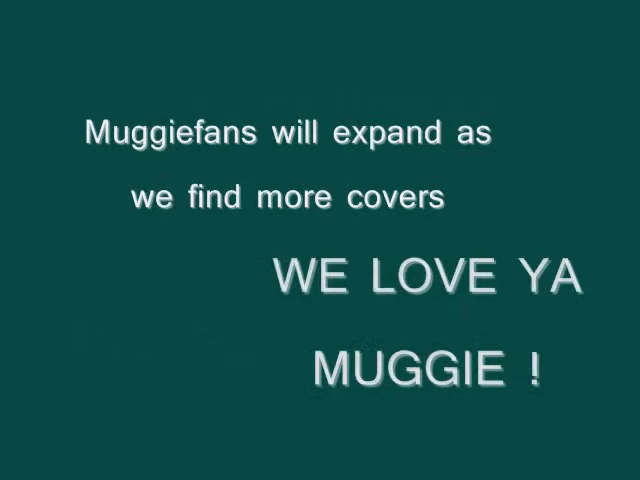 Muggiefans will expand as
we find more covers
WE LOVE YA
MUGGIE !